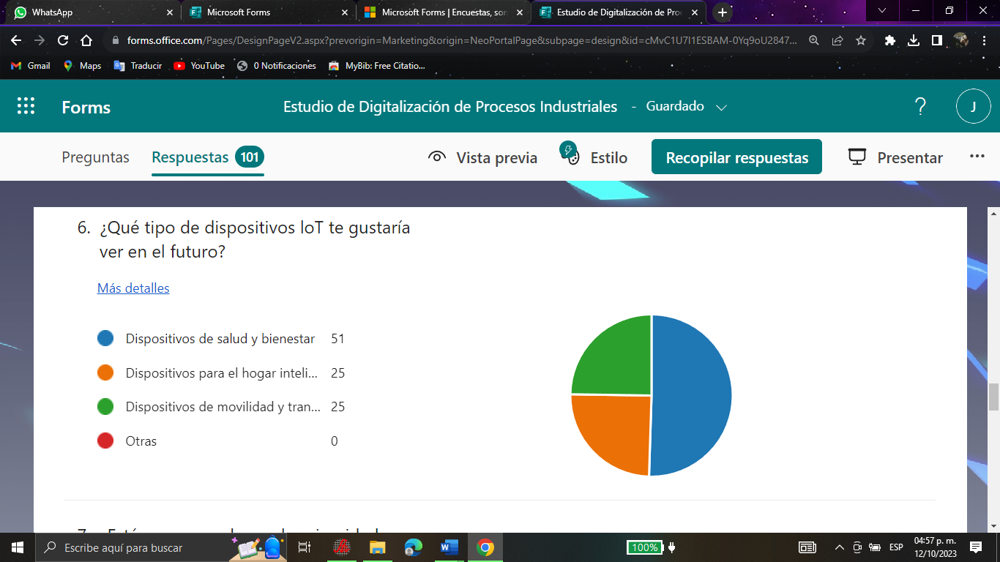 WhatsApp
Microsoft Forms
Microsoft Forms | Encuestas, son
Estudio de Digitalización de Proc
forms.office.com/Pages/DesignPageV2.aspx?prevorigin=Marketing&origin=NeoPortalPage&subpage=design&id=cMvC1U7I1ESBAM-0Yq9oU2847...
Gmail
Maps
Traducir
YouTube
0 Notificaciones
MyBib: Free Citatio...
Forms
Estudio de Digitalización de Procesos Industriales - Guardado
?
J
Preguntas
Respuestas 101
Vista previa
Estilo
Recopilar respuestas
Presentar
6. ¿Qué tipo de dispositivos IoT te gustaría
ver en el futuro?
Más detalles
Dispositivos de salud y bienestar 51
Dispositivos para el hogar inteli... 25
Dispositivos de movilidad y tran... 25
Otras 0
Escribe aquí para buscar
100%
ESP
04:57 p. m.
12/10/2023